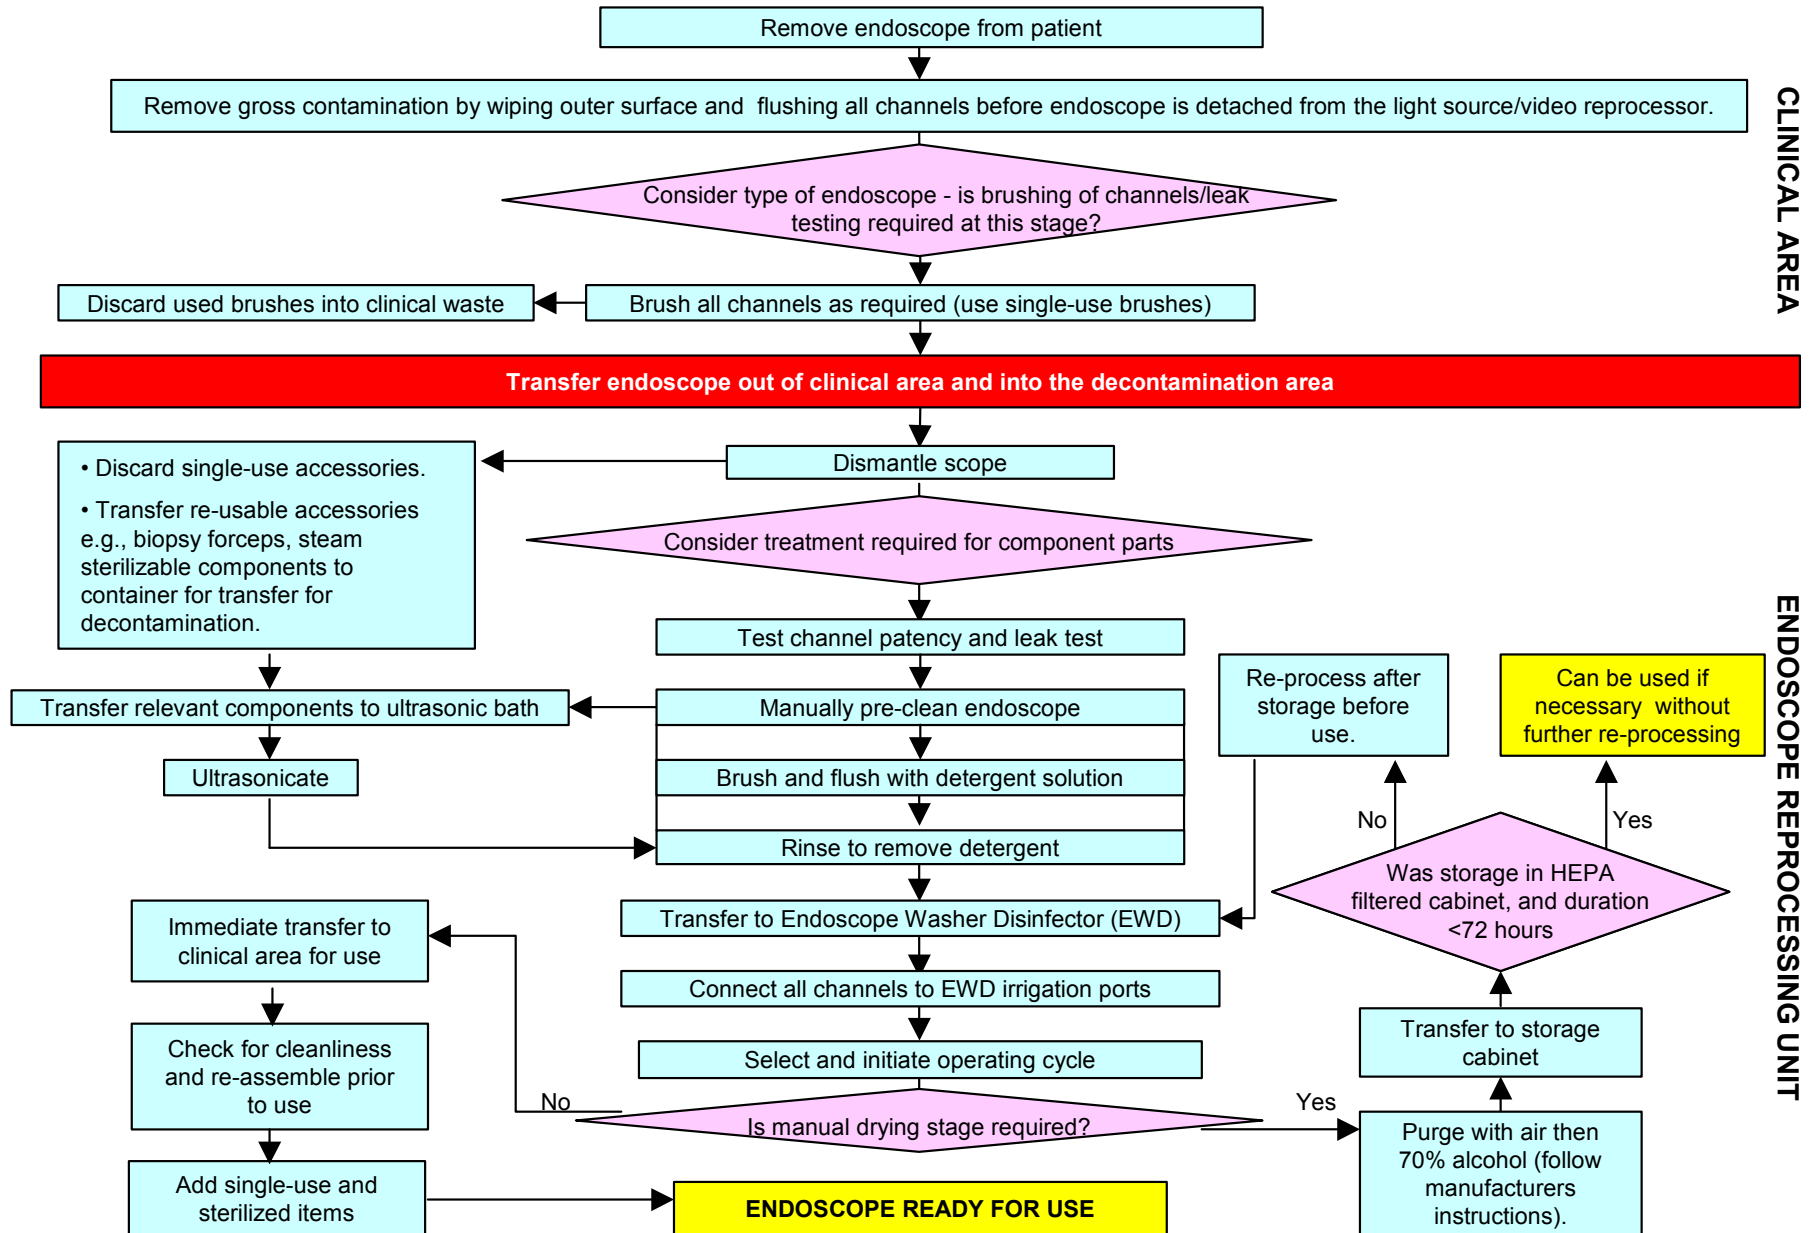 Remove endoscope from patient
Remove gross contamination by wiping outer surface and flushing all channels before endoscope is detached from the light source/video reprocessor.
CLINICAL AREA
Consider type of endoscope - is brushing of channels/leak
testing required at this stage?
Discard used brushes into clinical waste
Brush all channels as required (use single-use brushes)
Transfer endoscope out of clinical area and into the decontamination area
Dismantle scope
• Discard single-use accessories.
• Transfer re-usable accessories
e.g., biopsy forceps, steam
sterilizable components to
container for transfer for
decontamination.
Consider treatment required for component parts
ENDOSCOPE REPROCESSING UNIT
Test channel patency and leak test
Transfer relevant components to ultrasonic bath
Manually pre-clean endoscope
Ultrasonicate
Brush and flush with detergent solution
Rinse to remove detergent
Re-process after
storage before
use.
Can be used if
necessary without
further re-processing
No
Yes
Was storage in HEPA
filtered cabinet, and duration
<72 hours
Transfer to Endoscope Washer Disinfector (EWD)
Immediate transfer to
clinical area for use
Connect all channels to EWD irrigation ports
Transfer to storage
cabinet
Select and initiate operating cycle
Check for cleanliness
and re-assemble prior
to use
No
Is manual drying stage required?
Yes
Purge with air then
70% alcohol (follow
manufacturers
instructions).
Add single-use and
sterilized items
ENDOSCOPE READY FOR USE